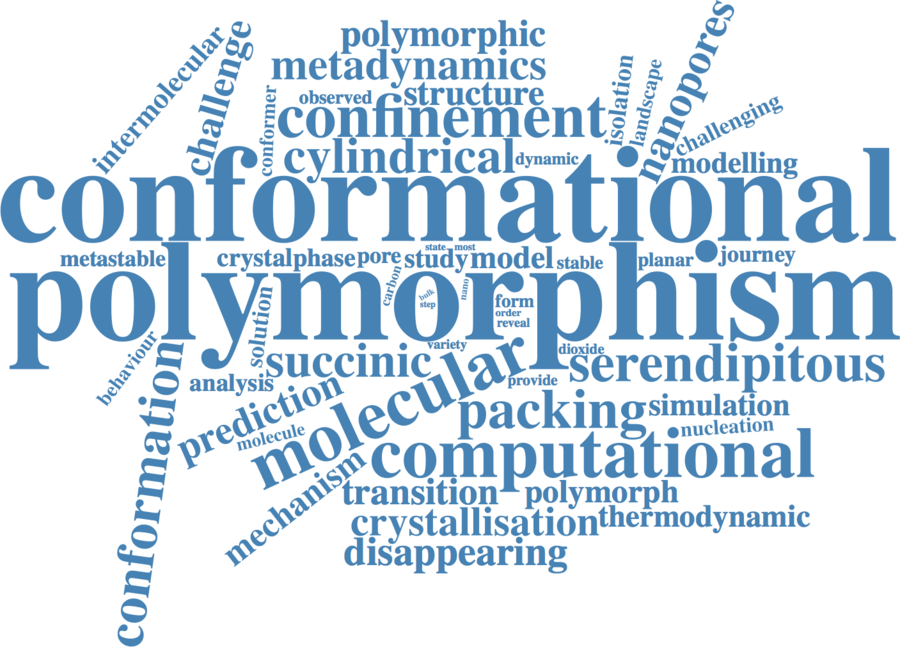 polymorphic
metadynamics
intermolecular
challenge
conformer
observed
structure
confinement
isolation
landscape
nanopores
challenging
cylindrical
dynamic
modelling
conformational
metastable
crystal
phase
pore
study
state
most
model
stable
planar
journey
polymorphism
carbon
bulk
step
nano
form
order
reveal
solution
behaviour
variety
dioxide
succinic
molecular
serendipitous
analysis
provide
prediction
molecule
packing
simulation
nucleation
conformation
computational
mechanism
transition
polymorph
crystallisation
thermodynamic
disappearing